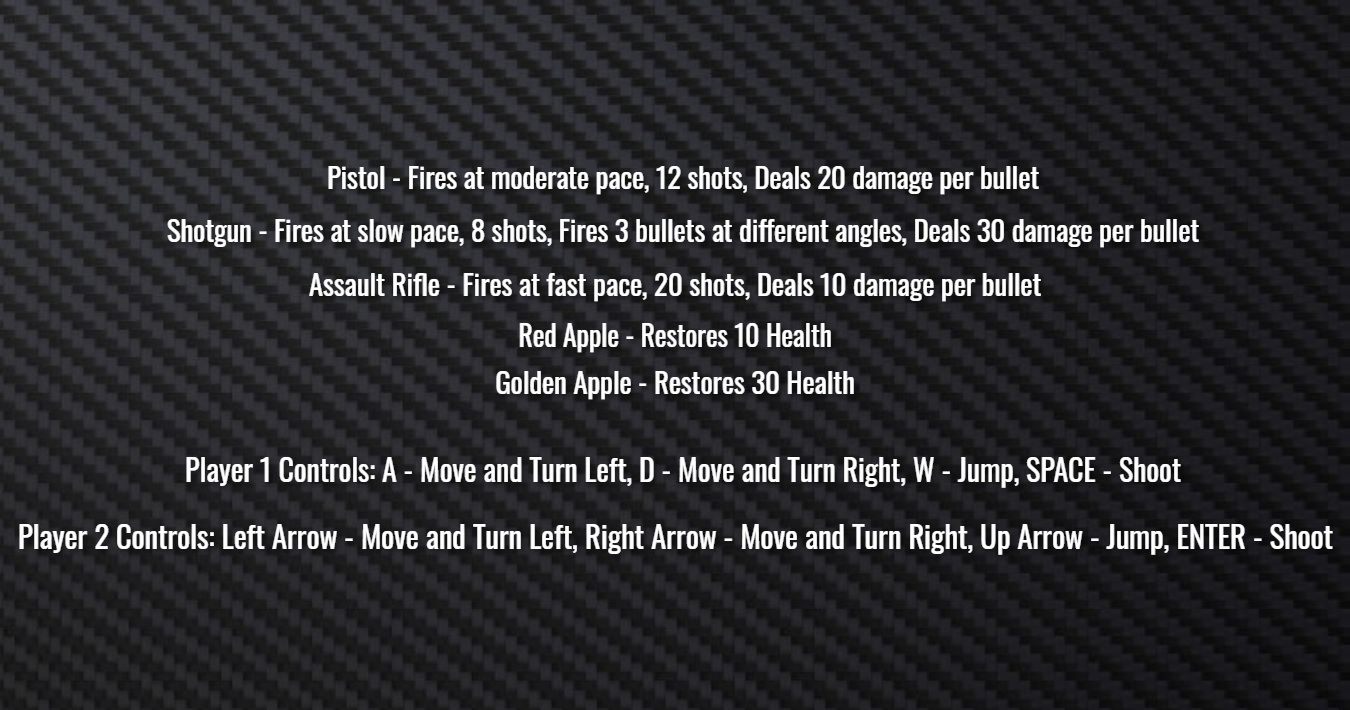 Pistol - Fires at moderate pace, 12 shots, Deals 20 damage per bullet
Shotgun - Fires at slow pace, 8 shots, Fires 3 bullets at different angles, Deals 30 damage per bullet
Assault Rifle - Fires at fast pace, 20 shots, Deals 10 damage per bullet
Red Apple - Restores 10 Health
Golden Apple - Restores 30 Health
Player 1 Controls: A - Move and Turn Left, D - Move and Turn Right, W - Jump, SPACE - Shoot
Player 2 Controls: Left Arrow - Move and Turn Left, Right Arrow - Move and Turn Right, Up Arrow - Jump, ENTER - Shoot